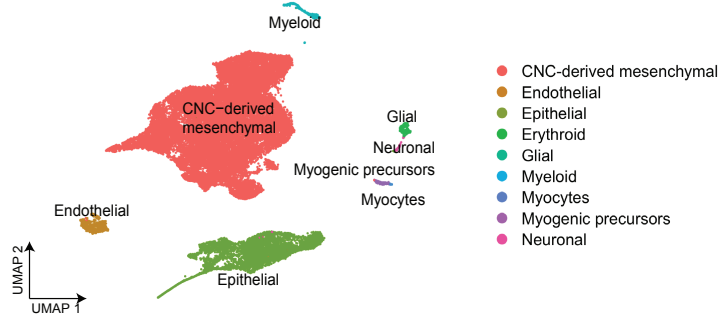 Myeloid
CNC−derived
mesenchymal
Glial
Neuronal
Myogenic precursors
Myocytes
Endothelial
Epithelial
UMAP 2
UMAP 1
CNC-derived mesenchymal
Endothelial
Epithelial
Erythroid
Glial
Myeloid
Myocytes
Myogenic precursors
Neuronal